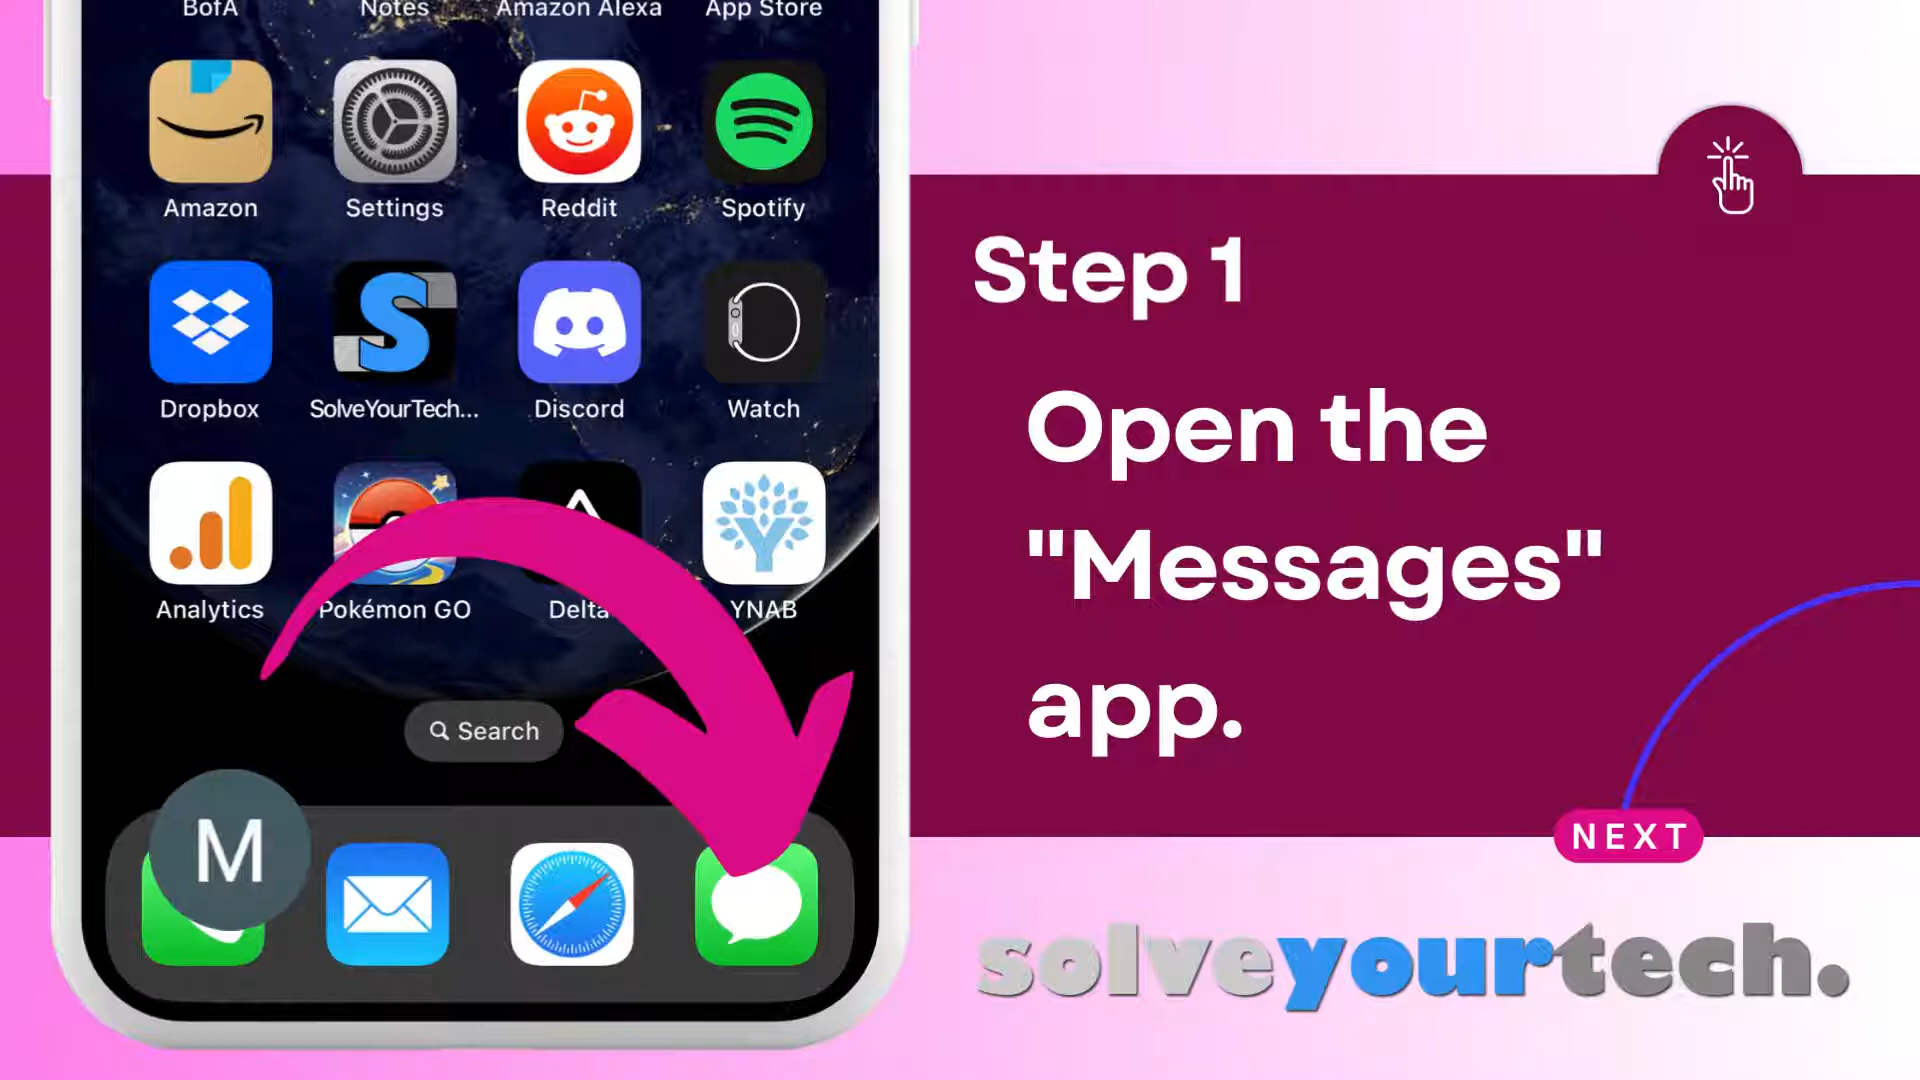 BofA
Notes
Amazon Alexa
App Store
Amazon
Settings
Reddit
Spotify
Dropbox
SolveYourTech...
Discord
Watch
Analytics
Pokémon GO
Delta
YNAB
Search
M
Step 1
Open the
"Messages"
app.
NEXT
solveyourtech.